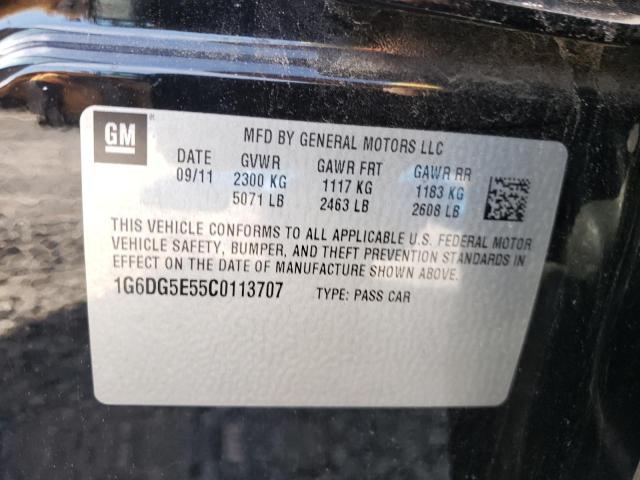 GM® MFD BY GENERAL MOTORS LLC
DATE GVWR GAWR FRT GAWR RR
09/11 2300 KG 1117 KG 1183 KG
5071 LB 2463 LB 2608 LB
THIS VEHICLE CONFORMS TO ALL APPLICABLE U.S. FEDERAL MOTOR
VEHICLE SAFETY, BUMPER, AND THEFT PREVENTION STANDARDS IN
EFFECT ON THE DATE OF MANUFACTURE SHOWN ABOVE.
1G6DG5E55C0113707 TYPE: PASS CAR